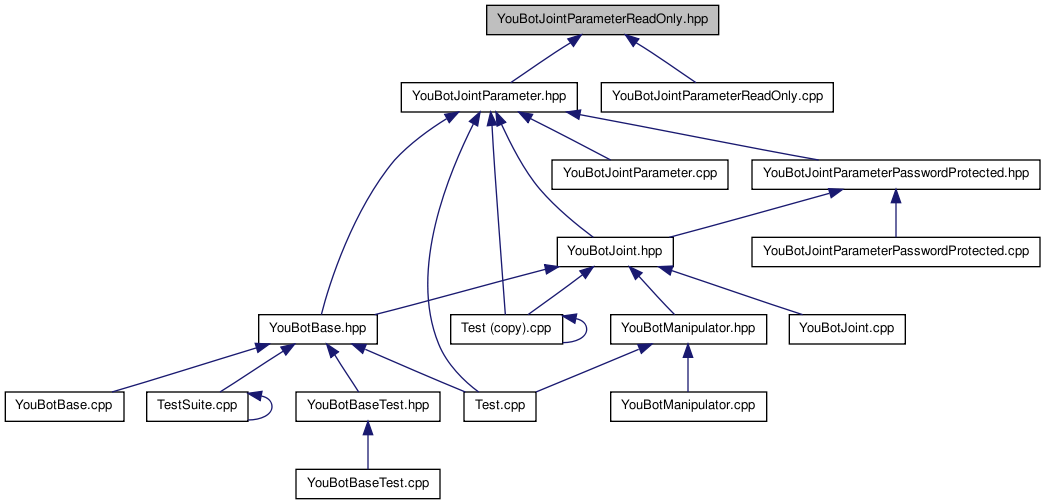 YouBotJointParameterReadOnly.hpp
YouBotJointParameter.hpp
YouBotJointParameterReadOnly.cpp
YouBotJointParameter.cpp
YouBotJointParameterPasswordProtected.hpp
YouBotJoint.hpp
YouBotJointParameterPasswordProtected.cpp
YouBotBase.hpp
Test (copy).cpp
YouBotManipulator.hpp
YouBotJoint.cpp
YouBotBase.cpp
TestSuite.cpp
YouBotBaseTest.hpp
Test.cpp
YouBotManipulator.cpp
YouBotBaseTest.cpp